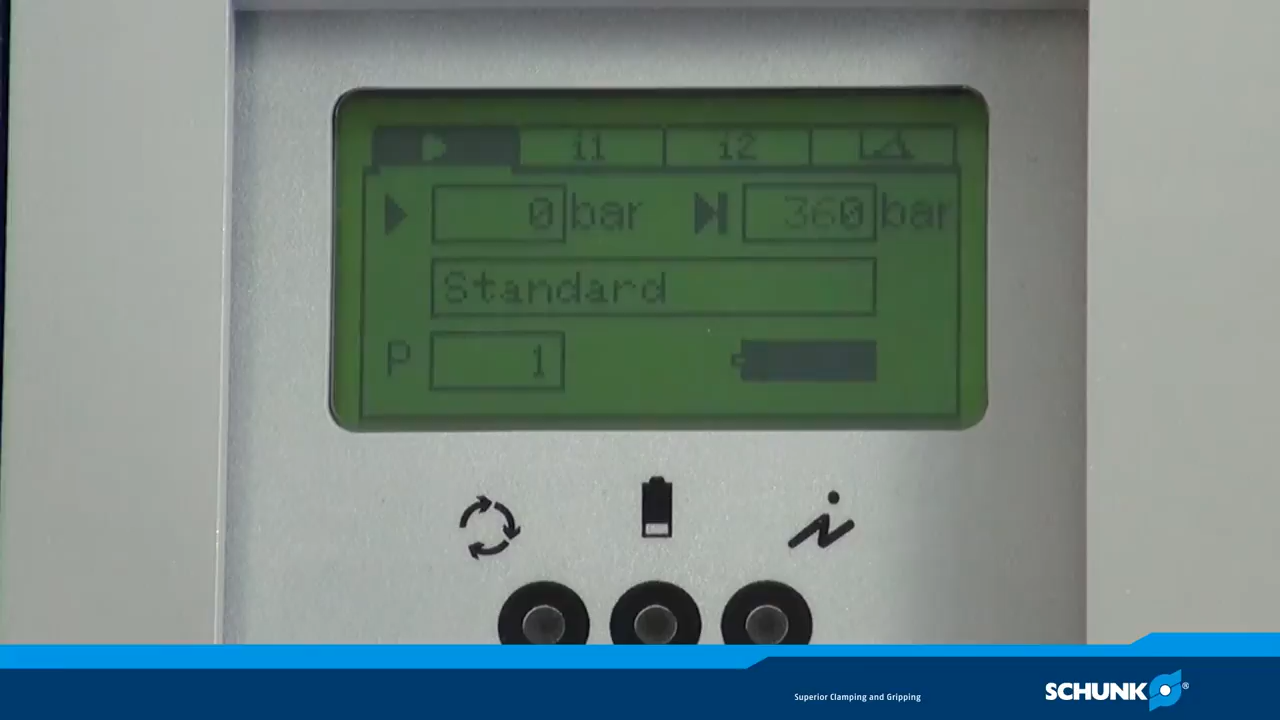 i1 i2
0 bar 360 bar
Standard
P 1
Superior Clamping and Gripping
SCHUNK®